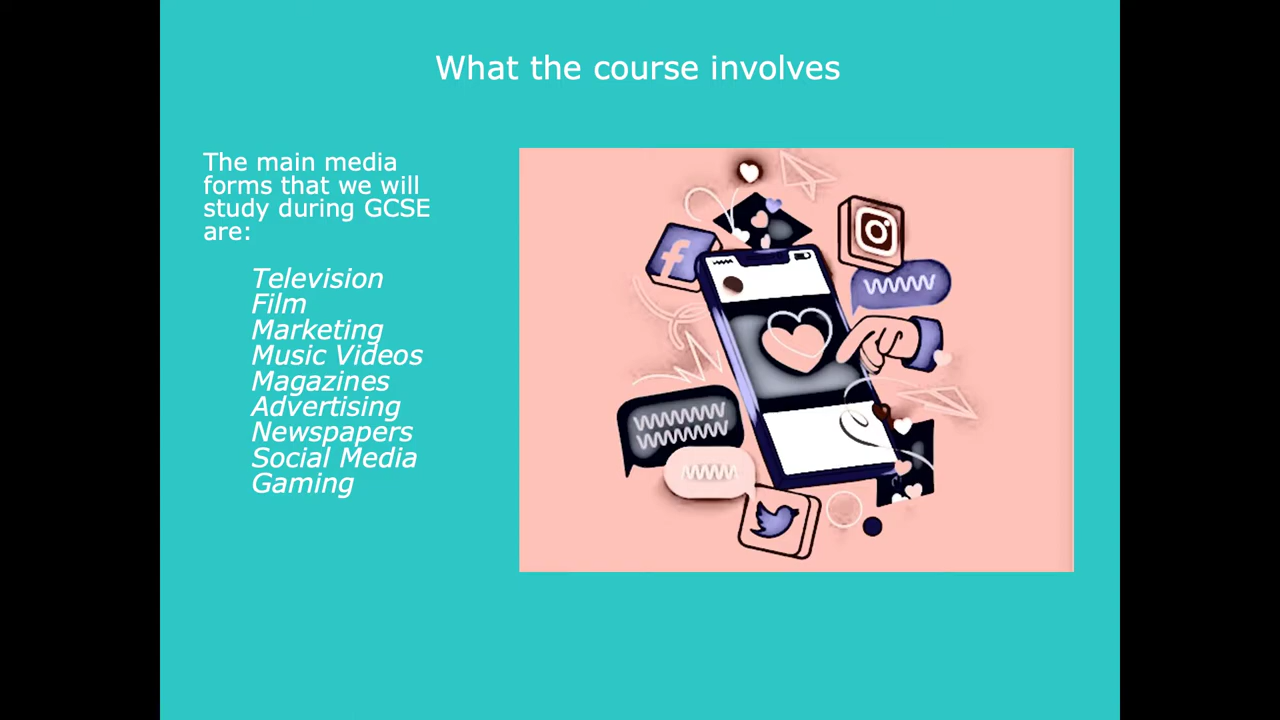 What the course involves
The main media
forms that we will
study during GCSE
are:
Television
Film
Marketing
Music Videos
Magazines
Advertising
Newspapers
Social Media
Gaming